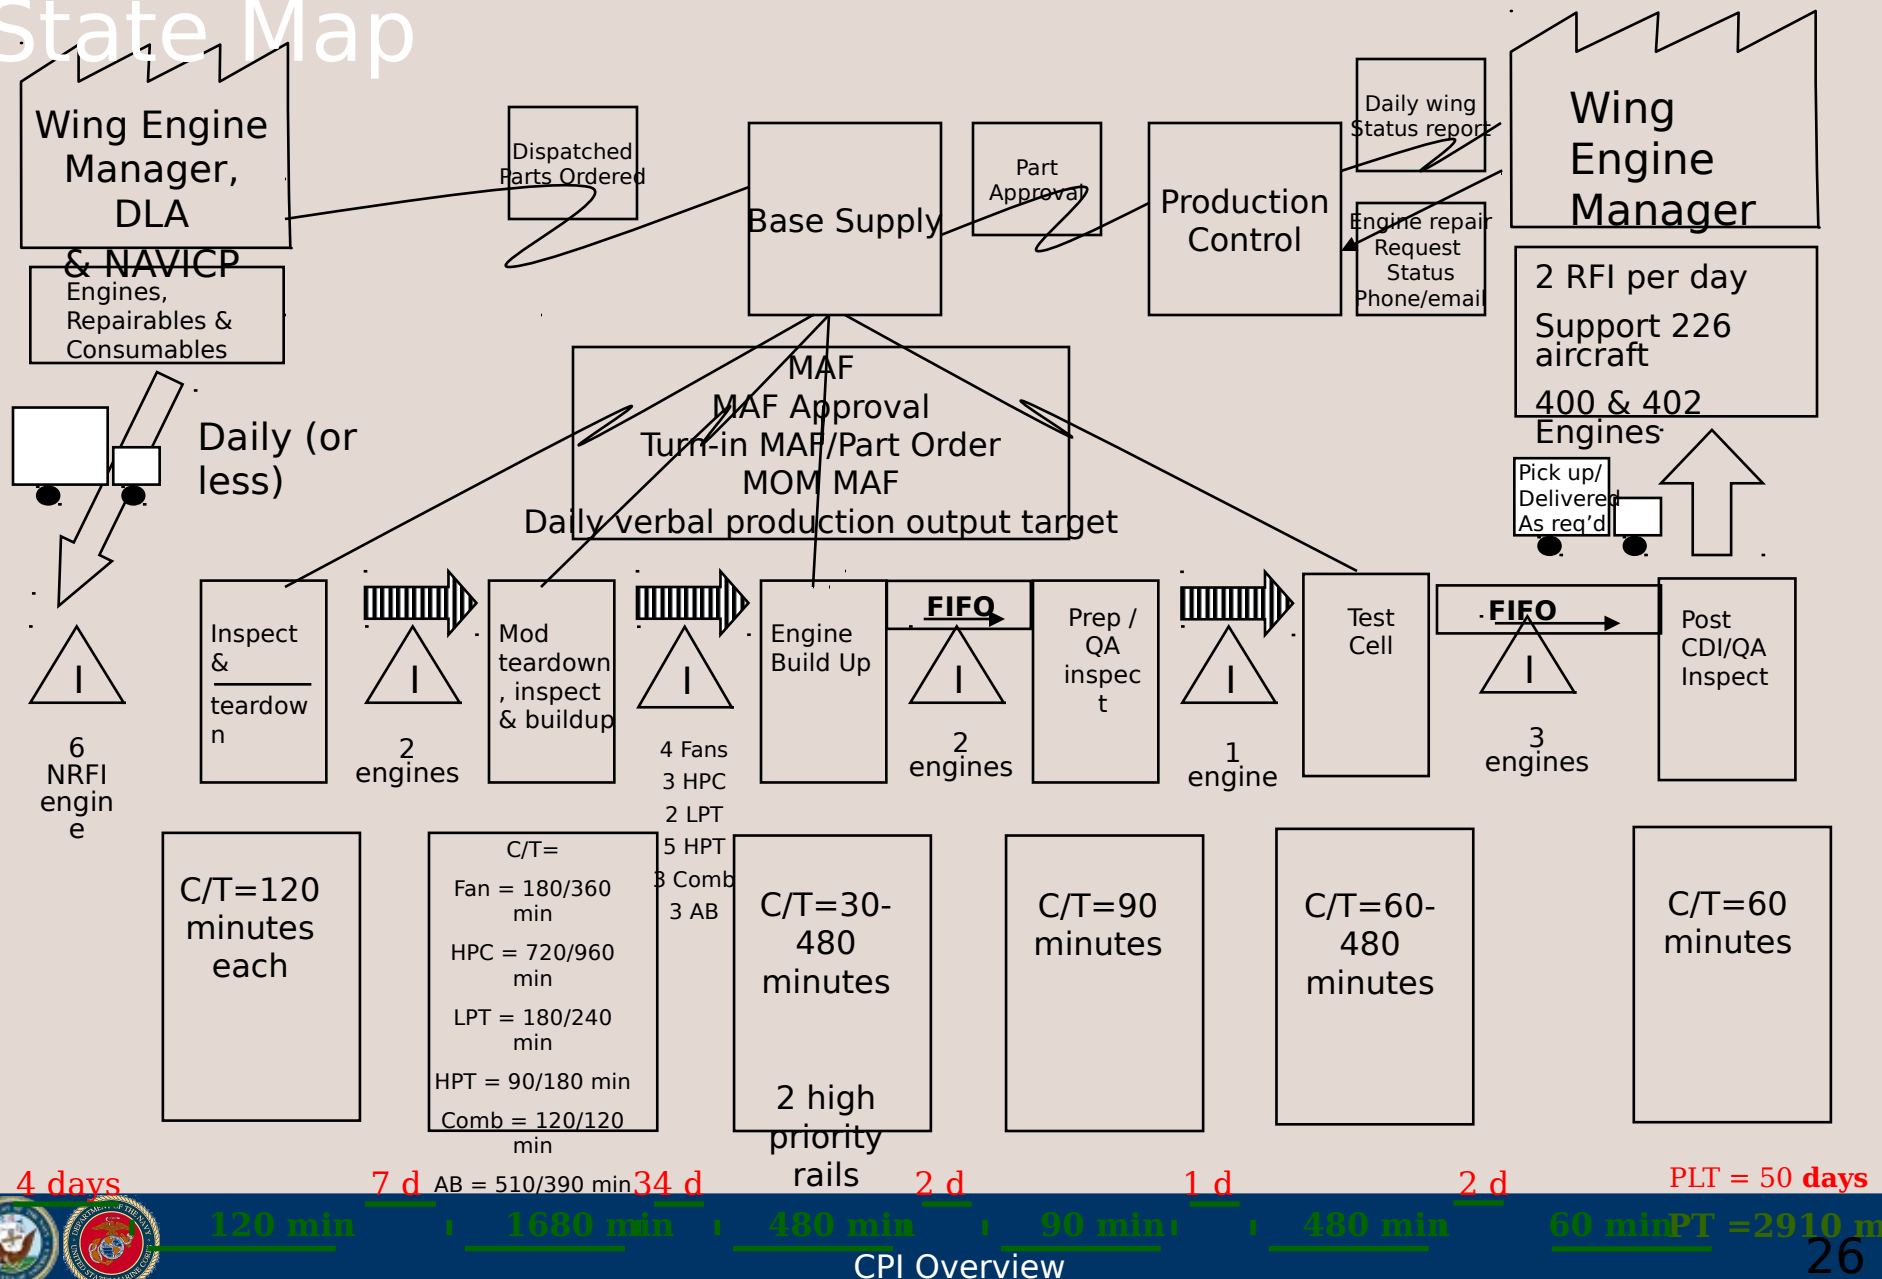 State Map
Wing Engine
Manager,
DLA
& NAVICP
Engines,
Repairables &
Consumables
Daily (or
less)
Dispatched
Parts Ordered
Base Supply
Part
Approval
Production
Control
Daily wing
Status report
Engine repair
Request
Status
Phone/email
Wing
Engine
Manager
2 RFI per day
Support 226
aircraft
400 & 402
Engines
Pick up/
Delivered
As req’d
MAF
MAF Approval
Turn-in MAF/Part Order
MOM MAF
Daily verbal production output target
Inspect
&
teardow
n
Mod
teardown
, inspect
& buildup
Engine
Build Up
FIFO
Prep /
QA
inspec
t
Test
Cell
FIFO
Post
CDI/QA
Inspect
I
I
I
I
I
I
6
NRFI
engin
e
2
engines
4 Fans
3 HPC
2 LPT
5 HPT
3 Comb
3 AB
2
engines
1
engine
3
engines
C/T=120
minutes
each
C/T=
Fan = 180/360
min
HPC = 720/960
min
LPT = 180/240
min
HPT = 90/180 min
Comb = 120/120
min
AB = 510/390 min
C/T=30-
480
minutes
2 high
priority
rails
C/T=90
minutes
C/T=60-
480
minutes
C/T=60
minutes
4 days
7 d
34 d
2 d
1 d
2 d
PLT = 50 days
120 min
1680 min
480 min
90 min
480 min
60 min
PT =2910 m
CPI Overview
26